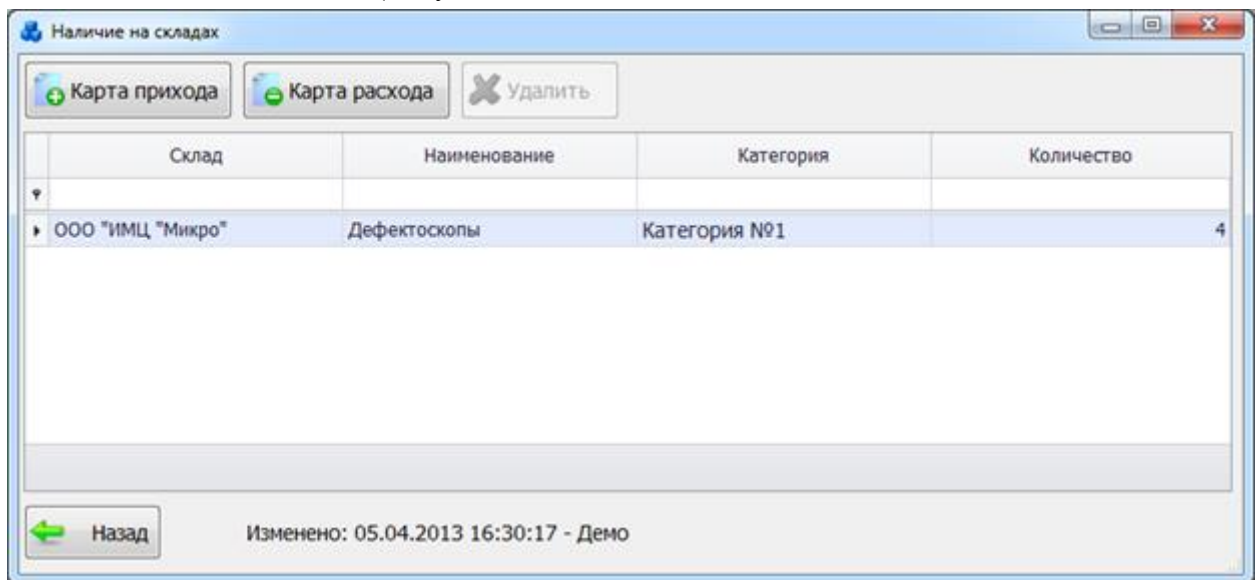 Наличие на складах
Карта прихода Карта расхода Удалить
Склад Наименование Категория Количество
ООО "ИМЦ "Микро" Дефектоскопы Категория №1 4
Назад Изменено: 05.04.2013 16:30:17 - Демо